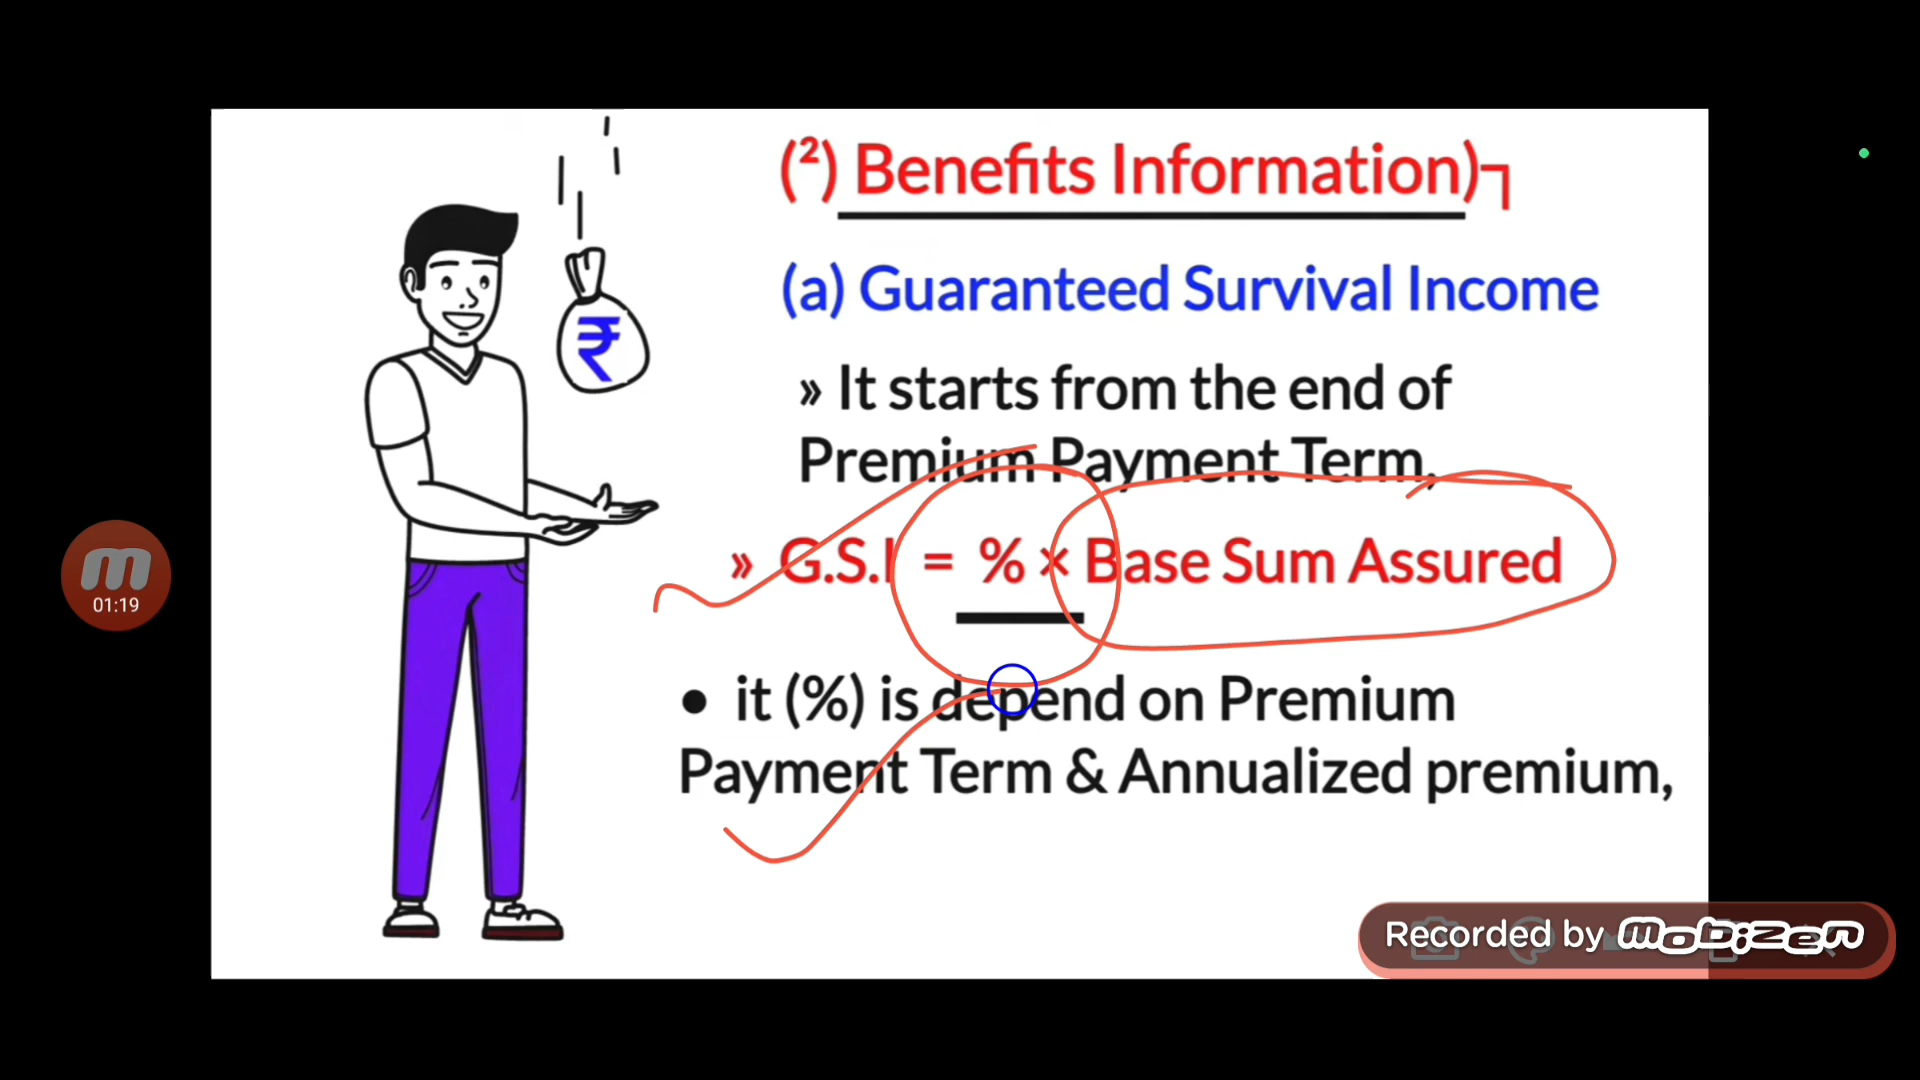 (²) Benefits Information)┐
(a) Guaranteed Survival Income
» It starts from the end of
Premium Payment Term,
» G.S.I = % × Base Sum Assured
• it (%) is depend on Premium
Payment Term & Annualized premium,
₹
m
01:19
Recorded by mobizen